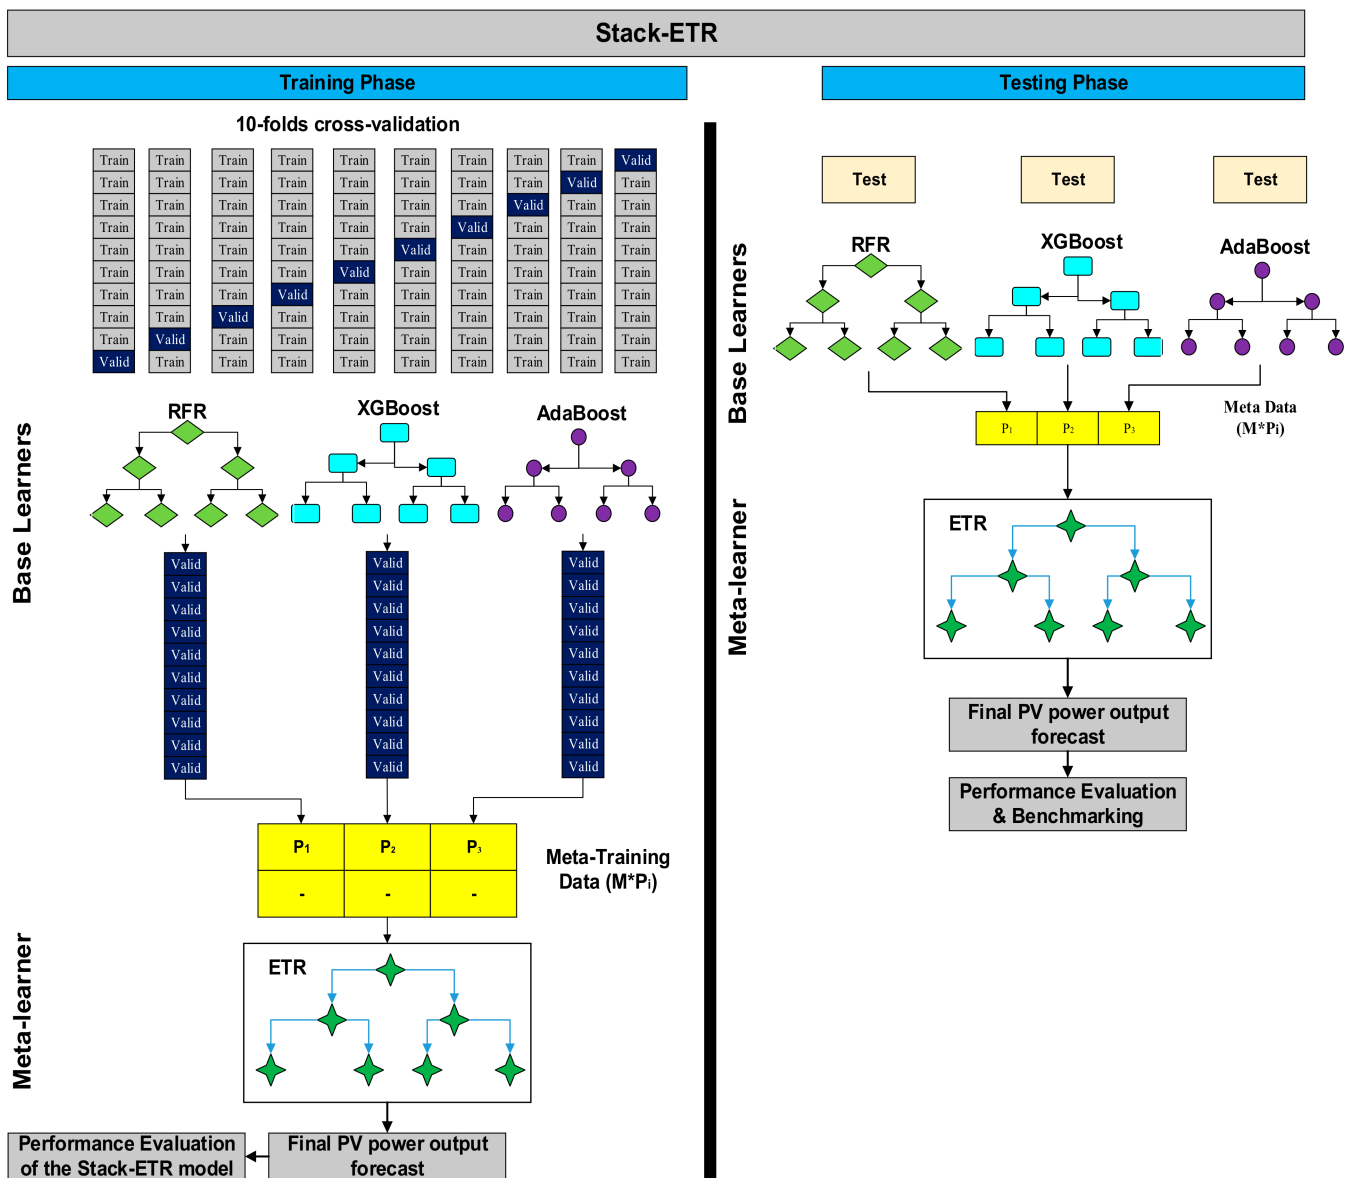 Stack-ETR
Training Phase
Testing Phase
10-folds cross-validation
Train Train Train Train Train Train Train Train Train Valid
Train Train Train Train Train Train Train Train Valid Train
Train Train Train Train Train Train Train Valid Train Train
Train Train Train Train Train Train Valid Train Train Train
Train Train Train Train Train Valid Train Train Train Train
Train Train Train Train Valid Train Train Train Train Train
Train Train Train Valid Train Train Train Train Train Train
Train Train Valid Train Train Train Train Train Train Train
Train Valid Train Train Train Train Train Train Train Train
Valid Train Train Train Train Train Train Train Train Train
Base Learners
RFR XGBoost AdaBoost
Valid Valid Valid
Valid Valid Valid
Valid Valid Valid
Valid Valid Valid
Valid Valid Valid
Valid Valid Valid
Valid Valid Valid
Valid Valid Valid
Valid Valid Valid
Valid Valid Valid
P1 P2 P3
- - -
Meta-Training
Data (M*Pi)
Meta-learner
ETR
Final PV power output
forecast
Performance Evaluation
of the Stack-ETR model
Test Test Test
Base Learners
RFR XGBoost AdaBoost
P1 P2 P3
Meta Data
(M*Pi)
Meta-learner
ETR
Final PV power output
forecast
Performance Evaluation
& Benchmarking